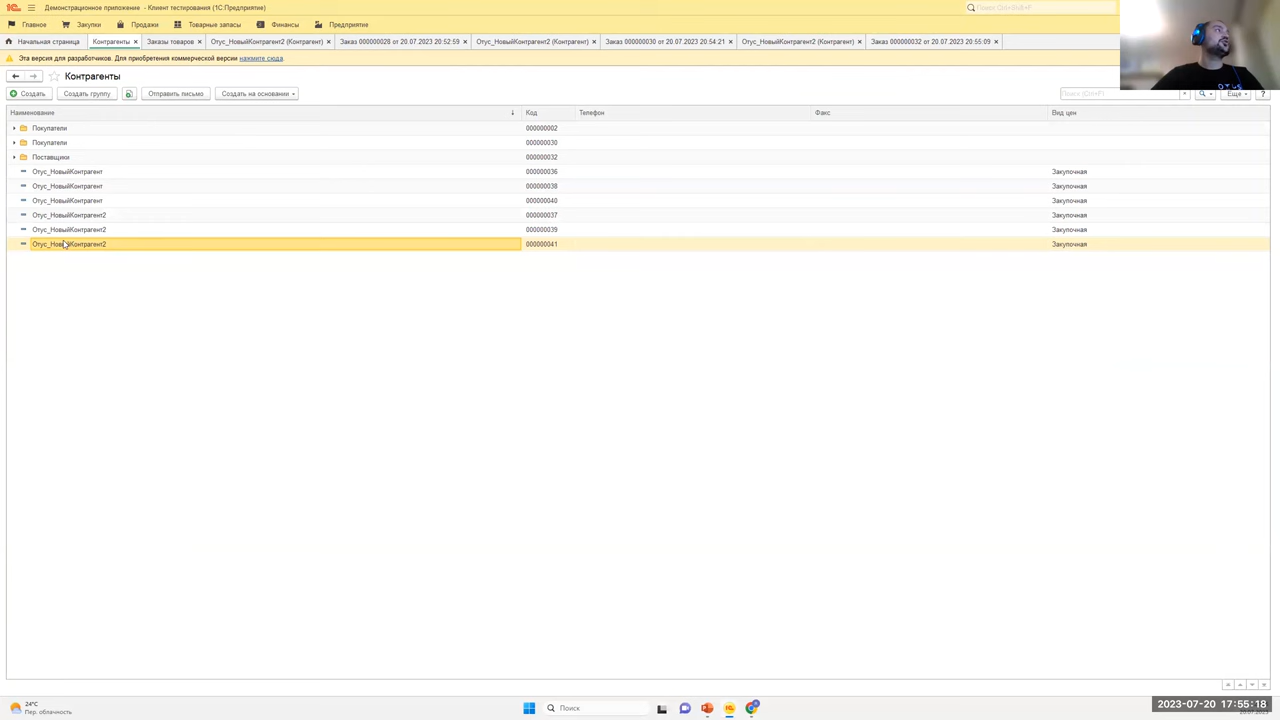 Демонстрационное приложение - Клиент тестирования (1С:Предприятие)
Поиск (Ctrl+Shift+F)
Главное Закупки Продажи Товарные запасы Финансы Предприятие
Начальная страница Контрагенты × Заказы товаров × Отус_НовыйКонтрагент2 (Контрагент) × Заказ 000000028 от 20.07.2023 20:52:59 × Отус_НовыйКонтрагент2 (Контрагент) × Заказ 000000030 от 20.07.2023 20:54:21 × Отус_НовыйКонтрагент2 (Контрагент) × Заказ 000000032 от 20.07.2023 20:55:09 ×
Эта версия для разработчиков. Для приобретения коммерческой версии нажмите сюда.
Контрагенты
Создать Создать группу Отправить письмо Создать на основании Поиск (Ctrl+F) × Еще ?
Наименование Код Телефон Факс Вид цен
Покупатели 000000002
Покупатели 000000030
Поставщики 000000032
Отус_НовыйКонтрагент 000000036 Закупочная
Отус_НовыйКонтрагент 000000038 Закупочная
Отус_НовыйКонтрагент 000000040 Закупочная
Отус_НовыйКонтрагент2 000000037 Закупочная
Отус_НовыйКонтрагент2 000000039 Закупочная
Отус_НовыйКонтрагент2 000000041 Закупочная
24°C
Пер. облачность
Поиск
2023-07-20 17:55:18